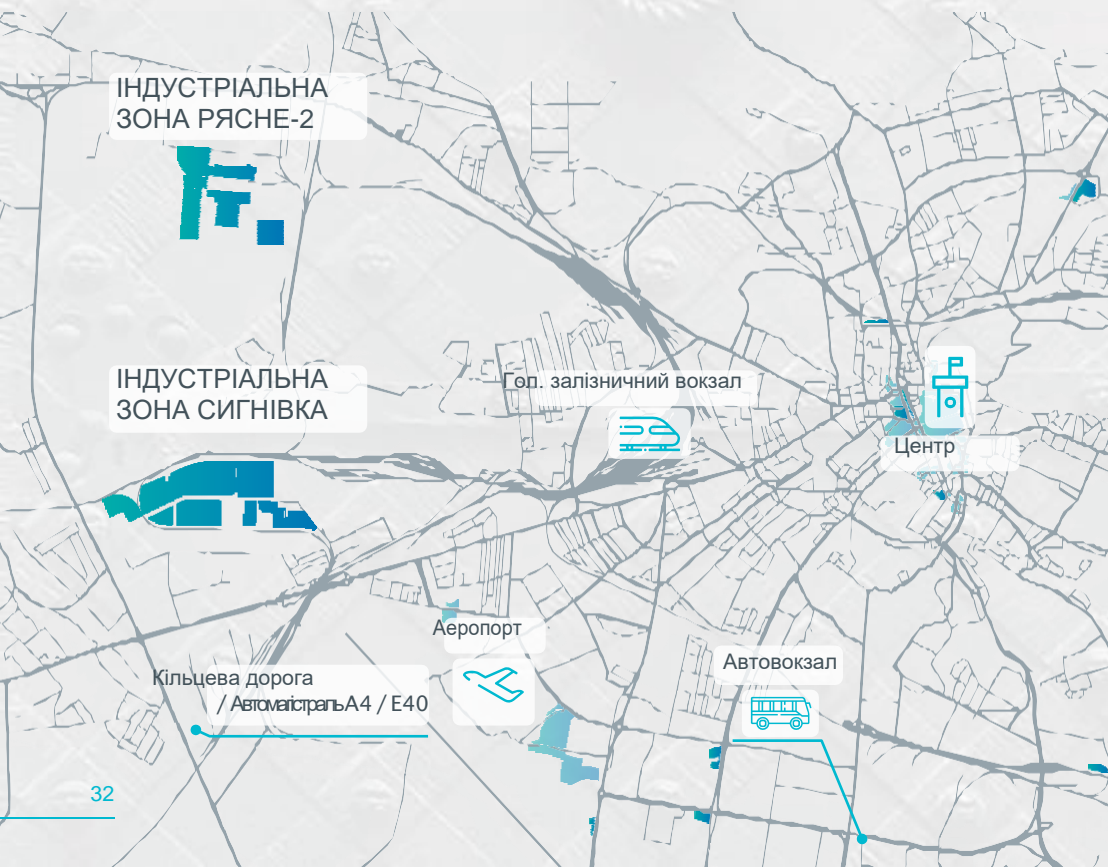 ІНДУСТРІАЛЬНА
ЗОНА РЯСНЕ-2
ІНДУСТРІАЛЬНА
ЗОНА СИГНІВКА
Гол. залізничний вокзал
Центр
Аеропорт
Автовокзал
Кільцева дорога
/ Автомагістраль А4 / Е40
32